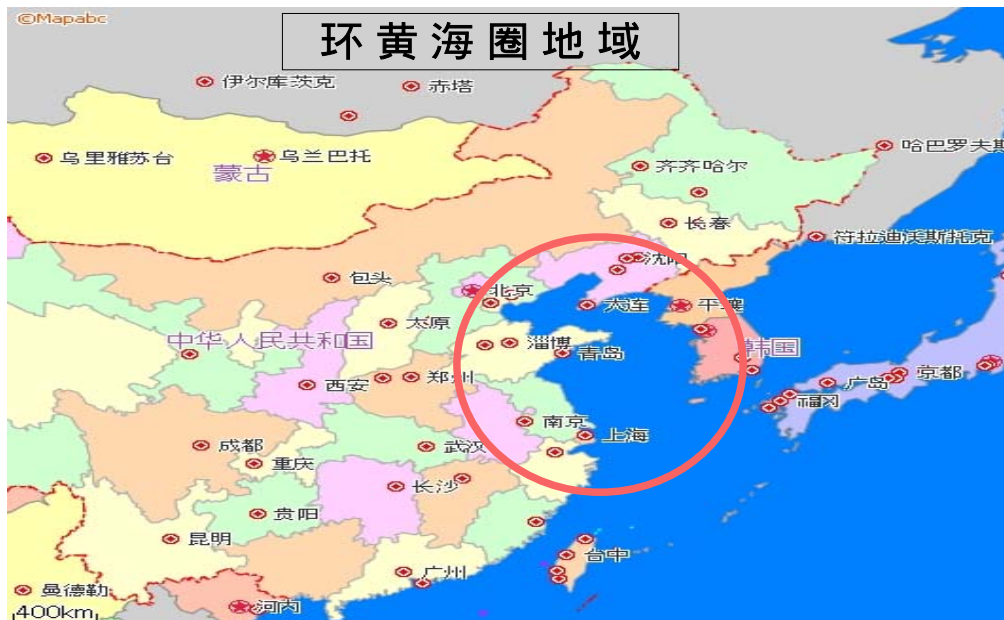 ©Mapabc
环黄海圈地域
伊尔库茨克
赤塔
哈巴罗夫斯
乌里雅苏台
乌兰巴托
蒙古
齐齐哈尔
长春
符拉迪沃斯托克
沈阳
包头
北京
大连
平壤
太原
中华人民共和国
淄博
青岛
韩国
西安
郑州
京都
广岛
福冈
南京
上海
成都
武汉
重庆
长沙
贵阳
昆明
台中
广州
曼德勒
河内
400km